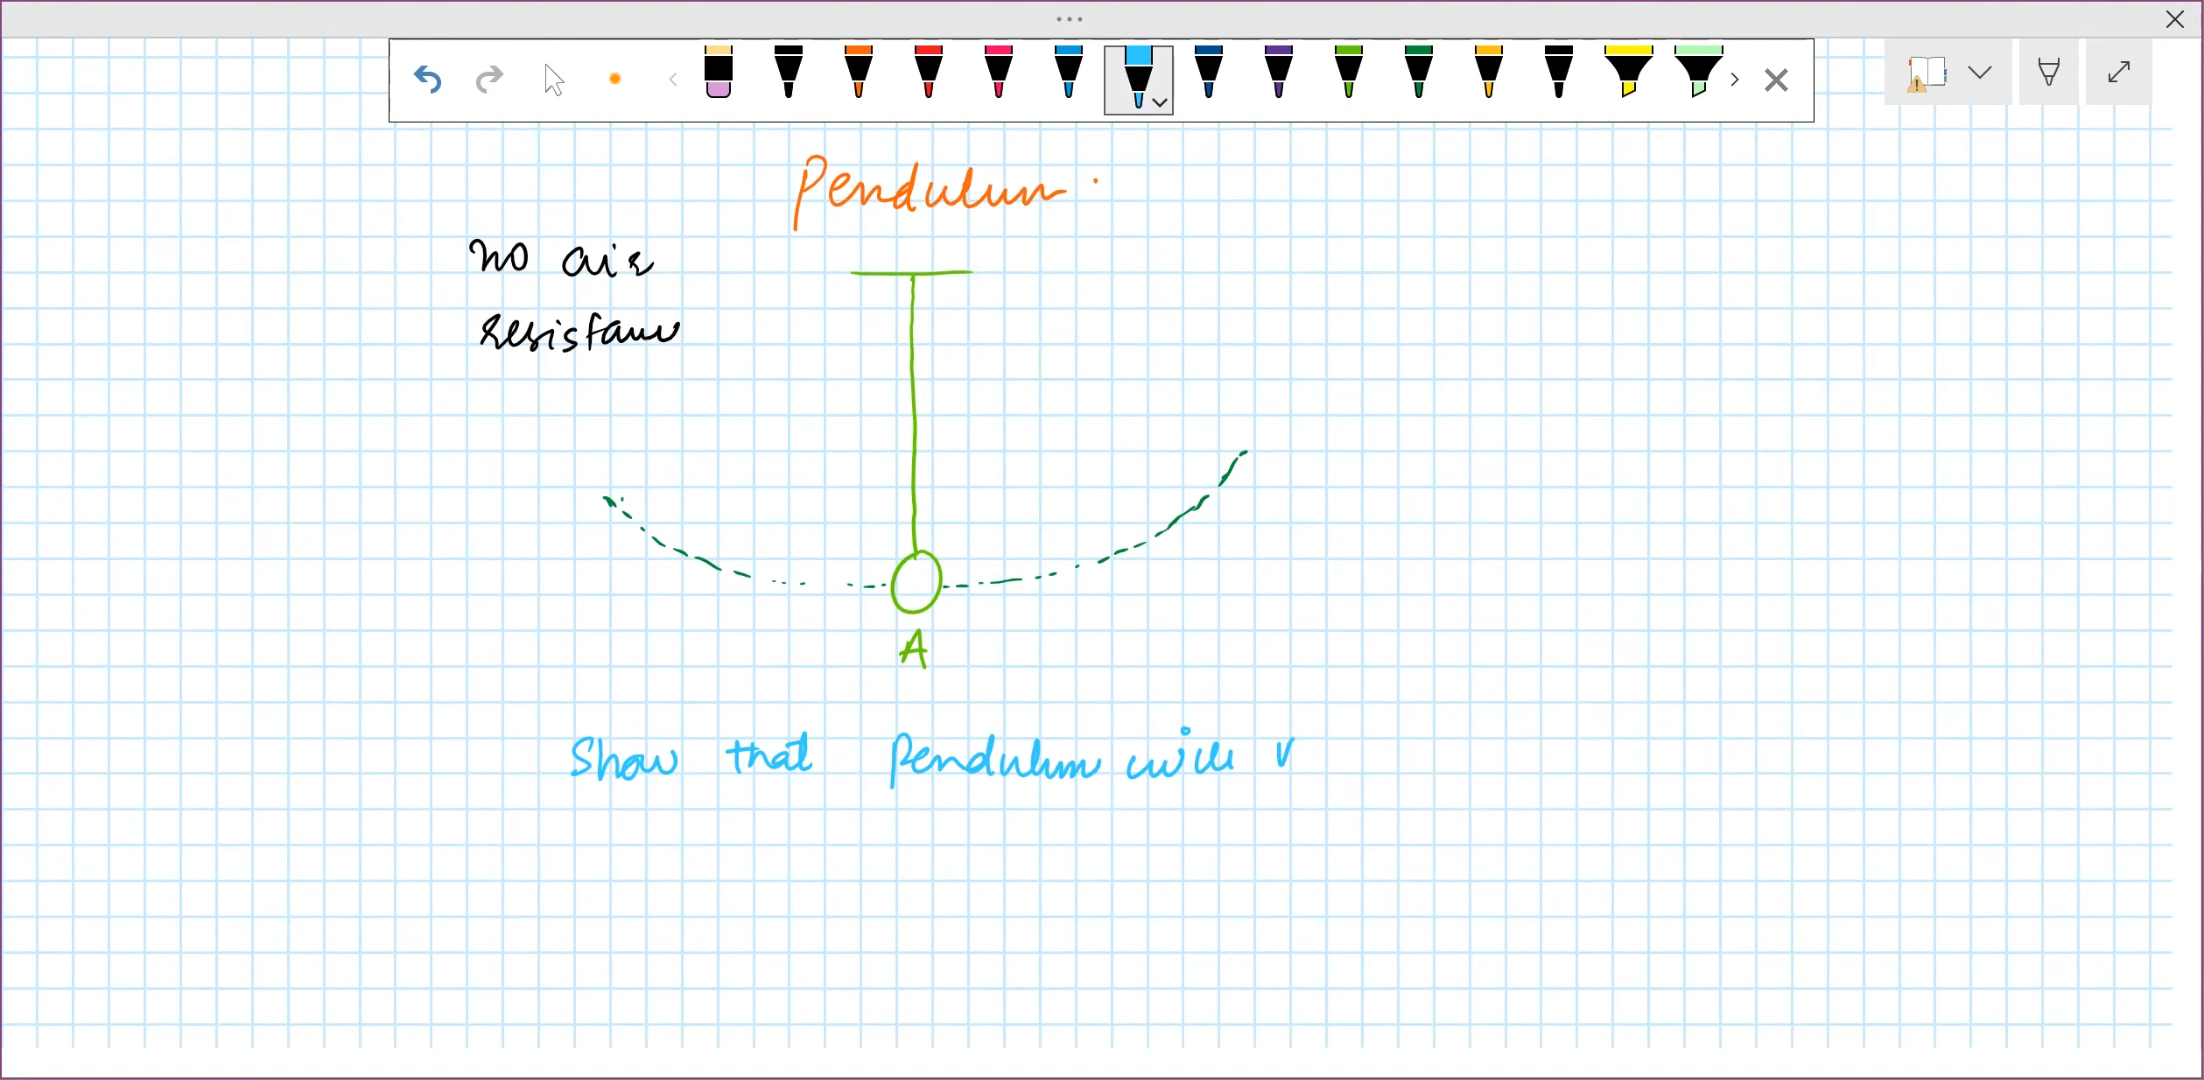 Pendulum
no air
resistance
A
Show that Pendulum will